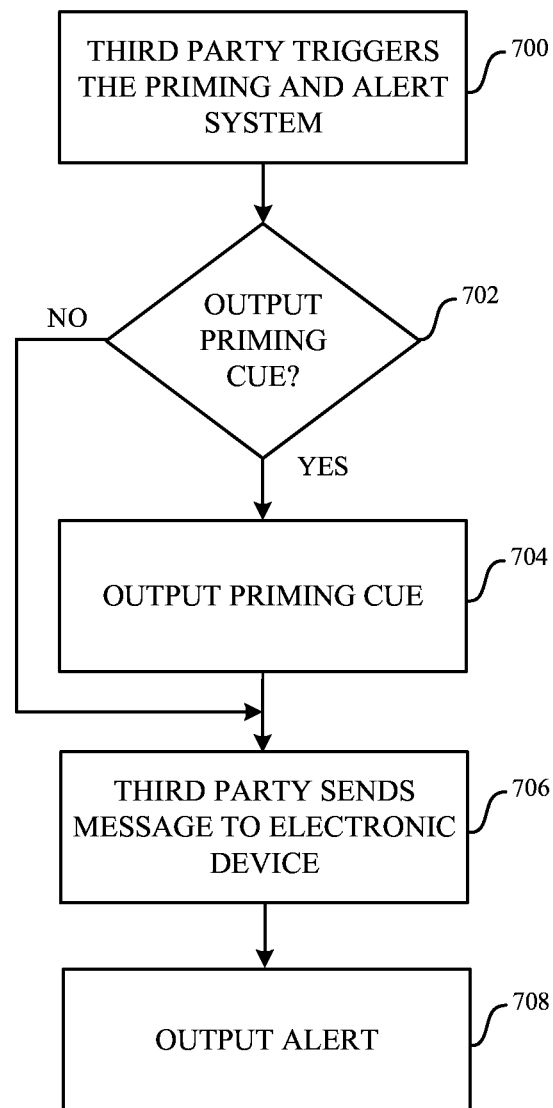 THIRD PARTY TRIGGERS
THE PRIMING AND ALERT
SYSTEM
700
OUTPUT
PRIMING
CUE?
702
NO
YES
OUTPUT PRIMING CUE
704
THIRD PARTY SENDS
MESSAGE TO ELECTRONIC
DEVICE
706
OUTPUT ALERT
708